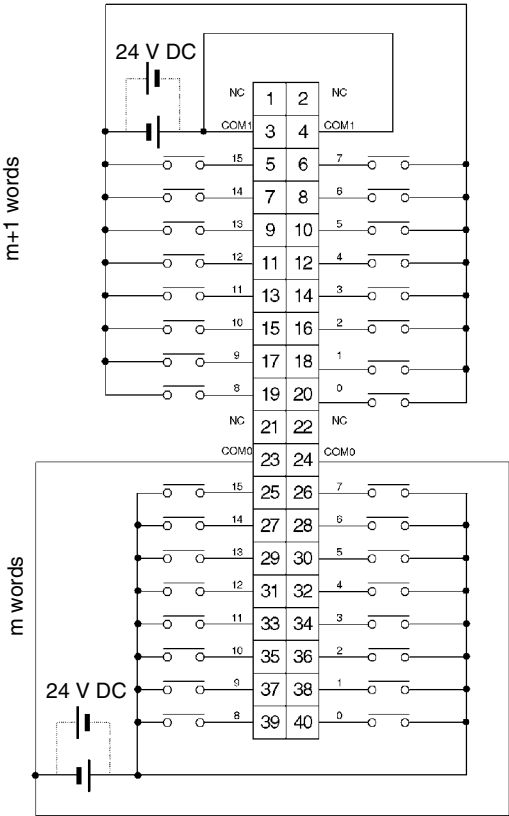 24 V DC
NC 1 2 NC
COM1 3 4 COM1
15 5 6 7
14 7 8 6
13 9 10 5
12 11 12 4
11 13 14 3
10 15 16 2
9 17 18 1
8 19 20 0
NC 21 22 NC
COM0 23 24 COM0
15 25 26 7
14 27 28 6
13 29 30 5
12 31 32 4
11 33 34 3
10 35 36 2
9 37 38 1
8 39 40 0
m+1 words
m words
24 V DC